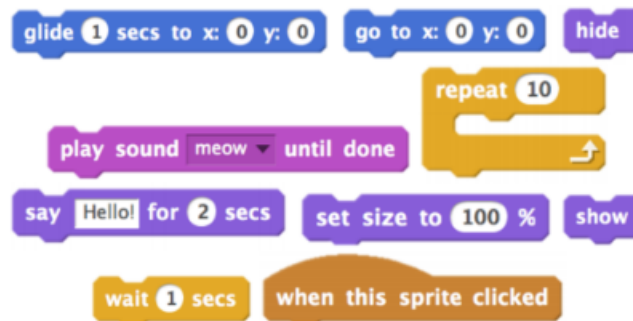 glide 1 secs to x: 0 y: 0 go to x: 0 y: 0 hide
repeat 10
play sound meow until done
say Hello! for 2 secs set size to 100 % show
wait 1 secs when this sprite clicked